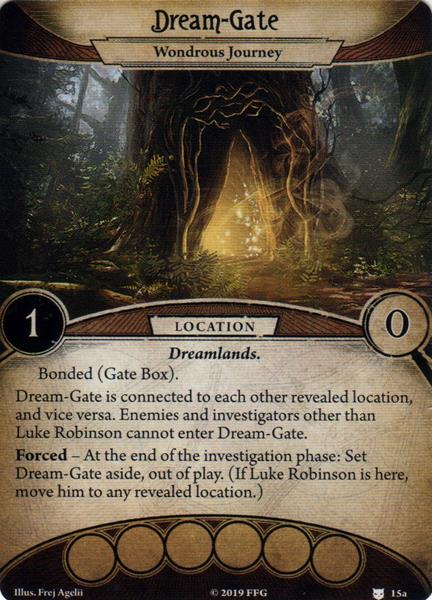 Dream-Gate
Wondrous Journey
1
LOCATION
0
Dreamlands.
Bonded (Gate Box).
Dream-Gate is connected to each other revealed location,
and vice versa. Enemies and investigators other than
Luke Robinson cannot enter Dream-Gate.
Forced – At the end of the investigation phase: Set
Dream-Gate aside, out of play. (If Luke Robinson is here,
move him to any revealed location.)
Illus. Frej Agelii
© 2019 FFG
15a